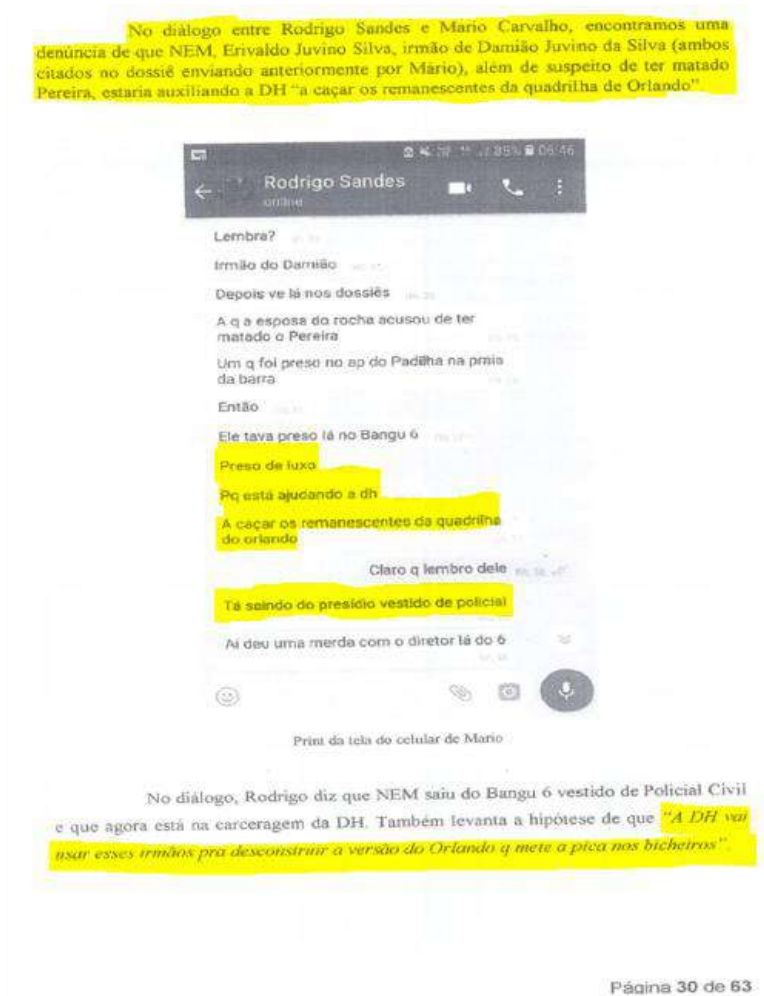 No diálogo entre Rodrigo Sandes e Mario Carvalho, encontramos uma
denúncia de que NEM, Erivaldo Juvino Silva, irmão de Damião Juvino da Silva (ambos
citados no dossiê enviando anteriormente por Mário), além de suspeito de ter matado
Pereira, estaria auxiliando a DH “a caçar os remanescentes da quadrilha de Orlando”
85% 06:46
Rodrigo Sandes
online
Lembra?
Irmão do Damião
Depois ve lá nos dossiês
A q a esposa do rocha acusou de ter
matado o Pereira
Um q foi preso no ap do Padilha na praia
da barra
Então
Ele tava preso lá no Bangu 6
Preso de luxo
Pq está ajudando a dh
A caçar os remanescentes da quadrilha
do orlando
Claro q lembro dele
Tá saindo do presídio vestido de policial
Aí deu uma merda com o diretor lá do 6
Print da tela do celular de Mario
No diálogo, Rodrigo diz que NEM saiu do Bangu 6 vestido de Policial Civil
e que agora está na carceragem da DH. Também levanta a hipótese de que “A DH vai
usar esses irmãos pra desconstruir a versão do Orlando q mete a pica nos bicheiros”.
Página 30 de 63